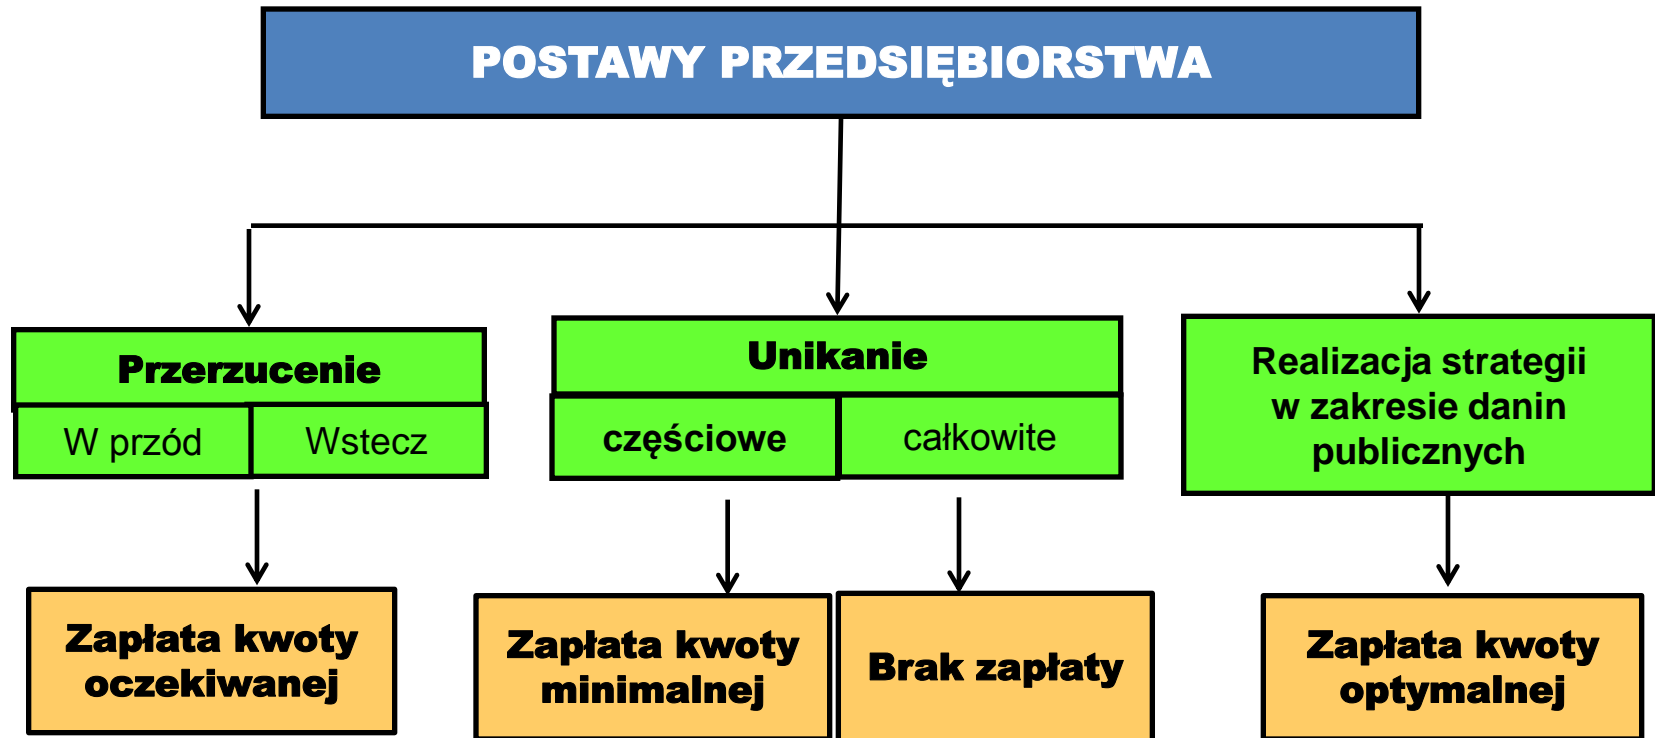 POSTAWY PRZEDSIĘBIORSTWA
Przerzucenie
W przód
Wstecz
Unikanie
częściowe
całkowite
Realizacja strategii
w zakresie danin
publicznych
Zapłata kwoty
oczekiwanej
Zapłata kwoty
minimalnej
Brak zapłaty
Zapłata kwoty
optymalnej